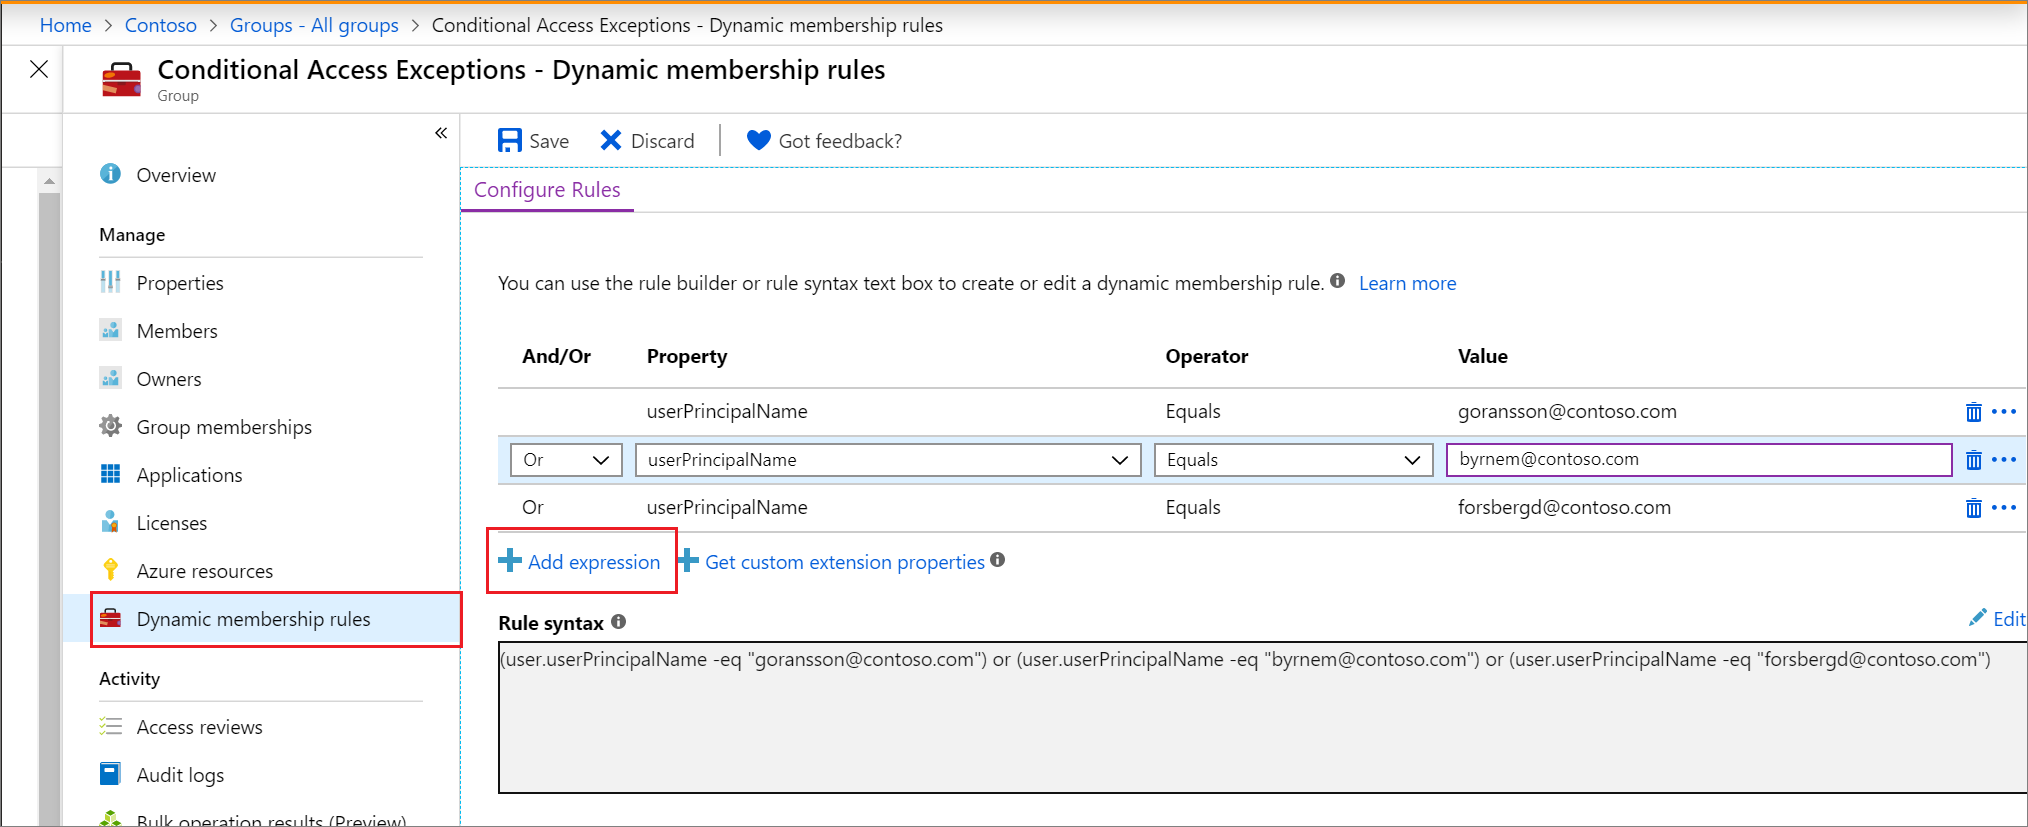 Home > Contoso > Groups - All groups > Conditional Access Exceptions - Dynamic membership rules
Conditional Access Exceptions - Dynamic membership rules
Group
«
Overview
Manage
Properties
Members
Owners
Group memberships
Applications
Licenses
Azure resources
Dynamic membership rules
Activity
Access reviews
Audit logs
Bulk operation results (Preview)
Save Discard Got feedback?
Configure Rules
You can use the rule builder or rule syntax text box to create or edit a dynamic membership rule. Learn more
And/Or Property Operator Value
userPrincipalName Equals goransson@contoso.com
Or userPrincipalName Equals byrnem@contoso.com
Or userPrincipalName Equals forsbergd@contoso.com
Add expression Get custom extension properties
Rule syntax Edit
(user.userPrincipalName -eq "goransson@contoso.com") or (user.userPrincipalName -eq "byrnem@contoso.com") or (user.userPrincipalName -eq "forsbergd@contoso.com")